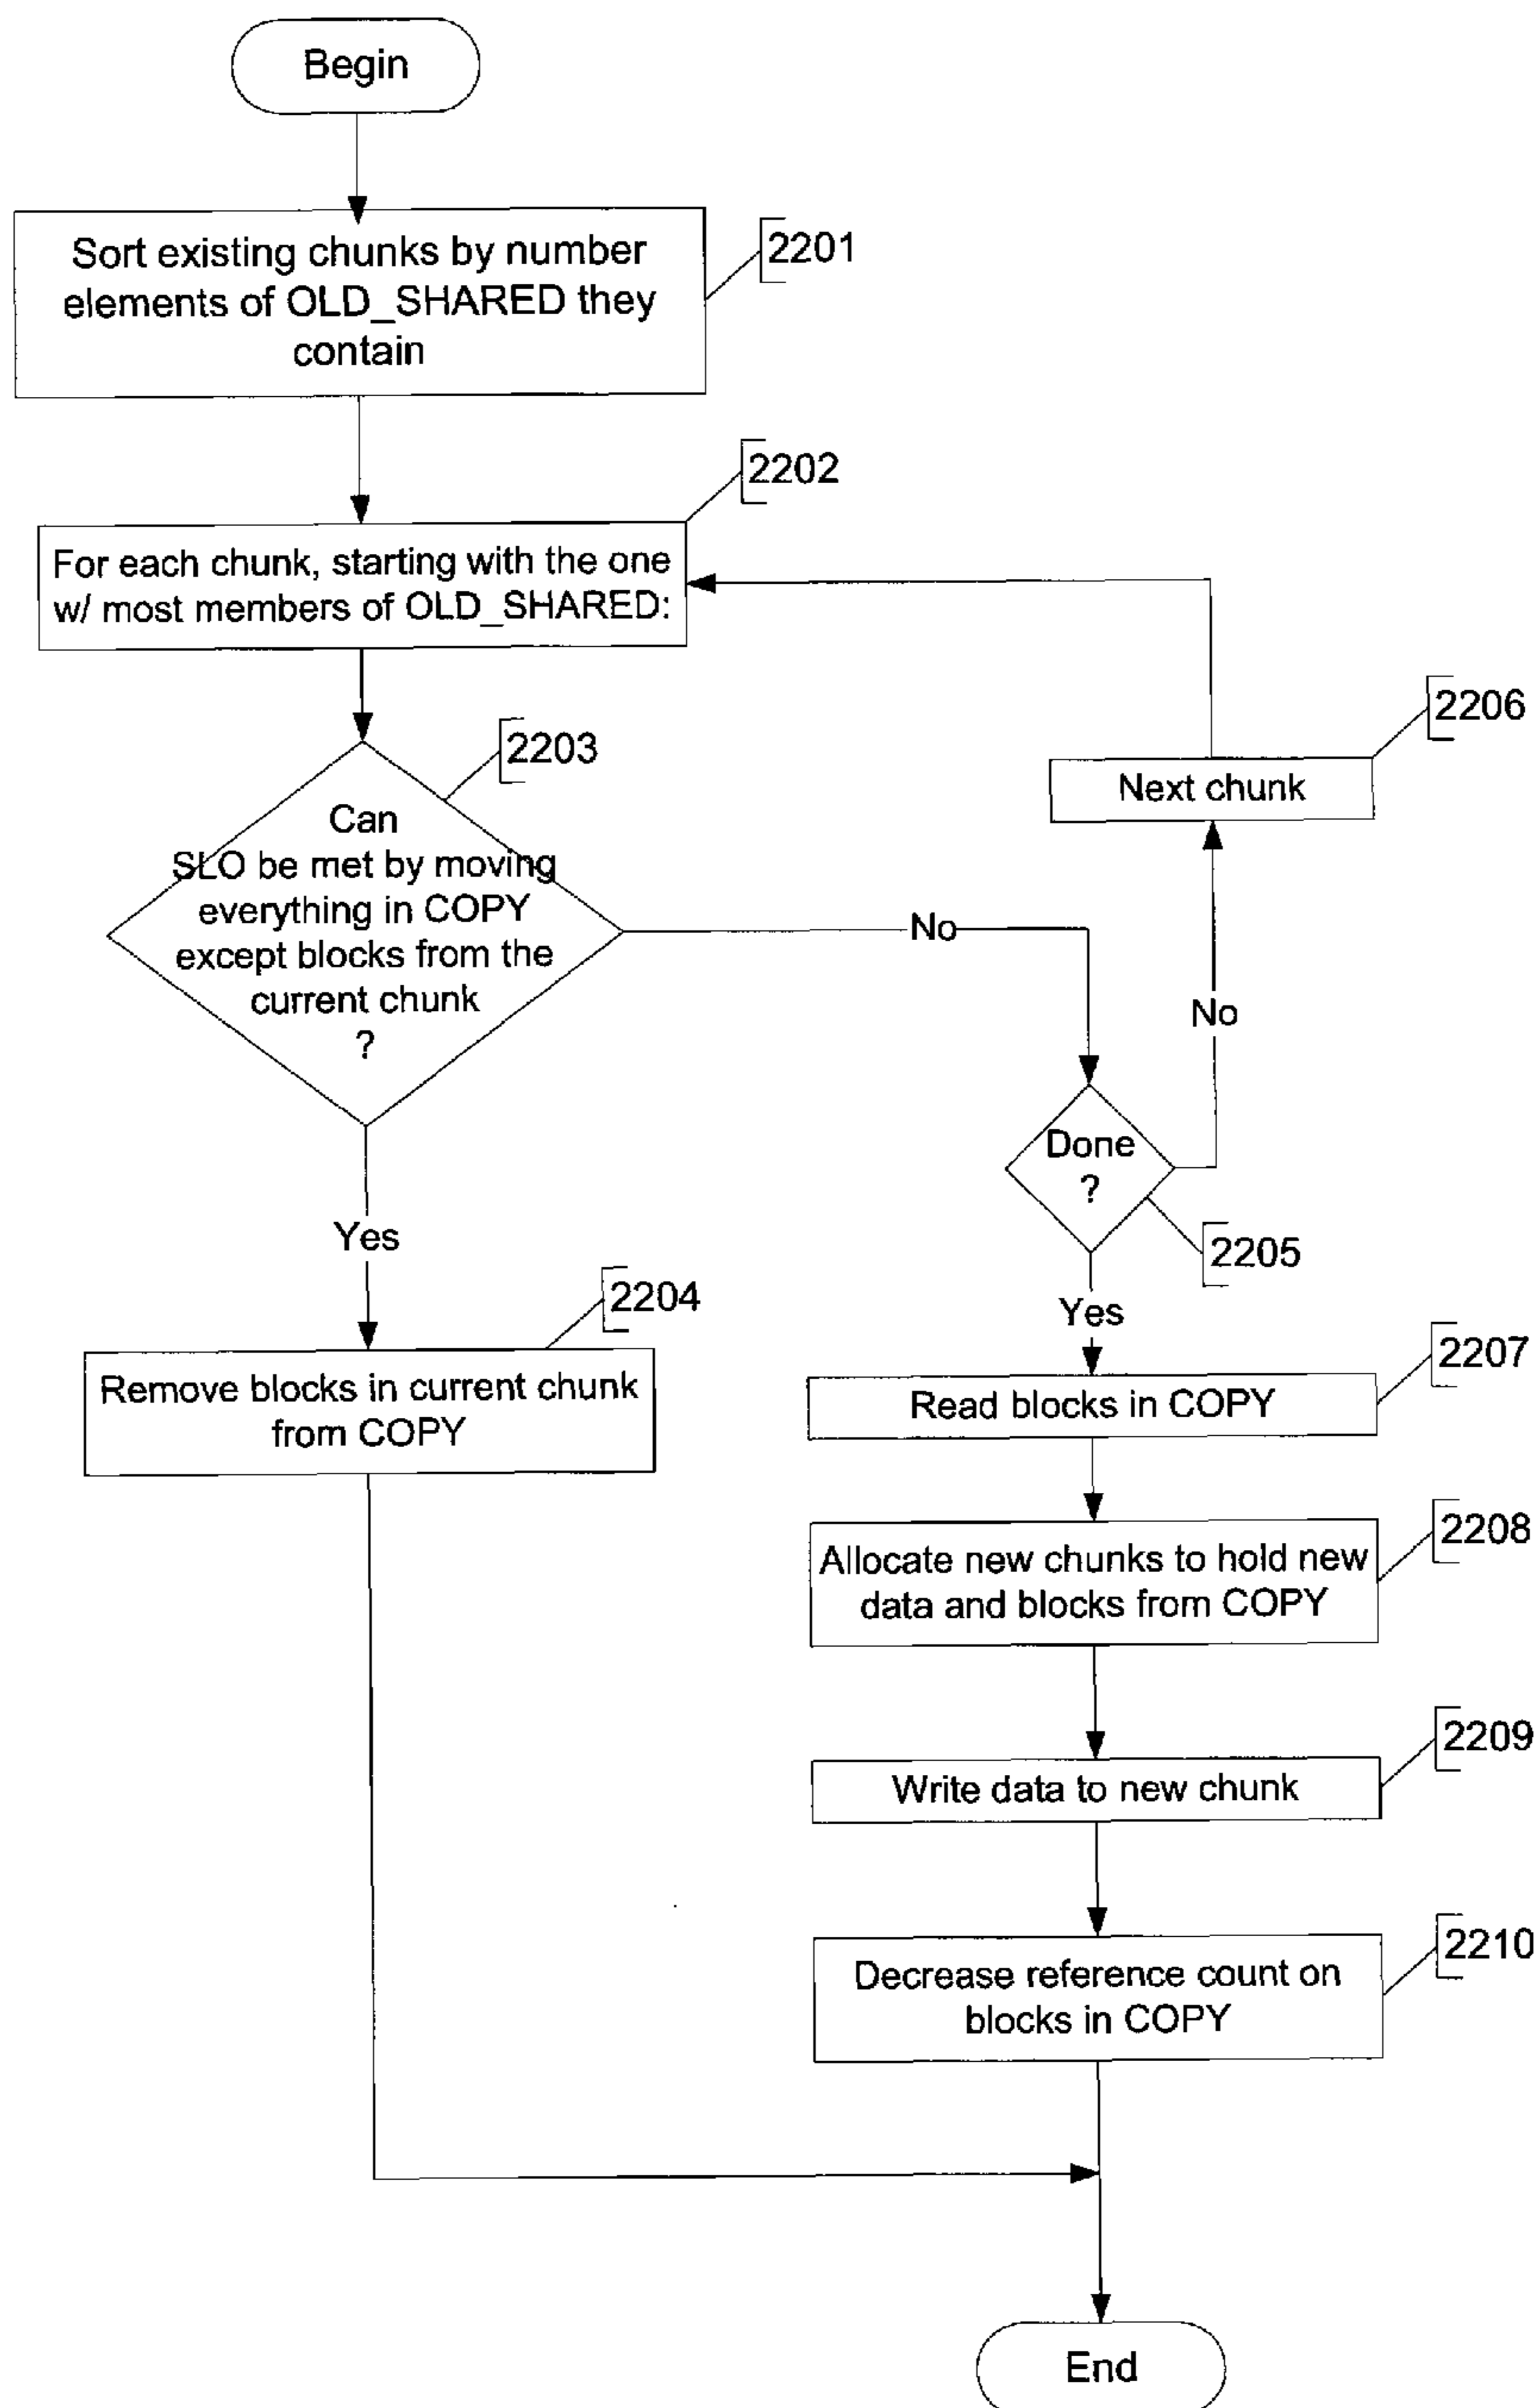 Begin
Sort existing chunks by number
elements of OLD_SHARED they
contain
2201
2202
For each chunk, starting with the one
w/ most members of OLD_SHARED:
2206
Next chunk
2203
Can
SLO be met by moving
everything in COPY
except blocks from the
current chunk
?
No
No
Done
?
2205
Yes
Yes
2204
Remove blocks in current chunk
from COPY
2207
Read blocks in COPY
2208
Allocate new chunks to hold new
data and blocks from COPY
2209
Write data to new chunk
2210
Decrease reference count on
blocks in COPY
End